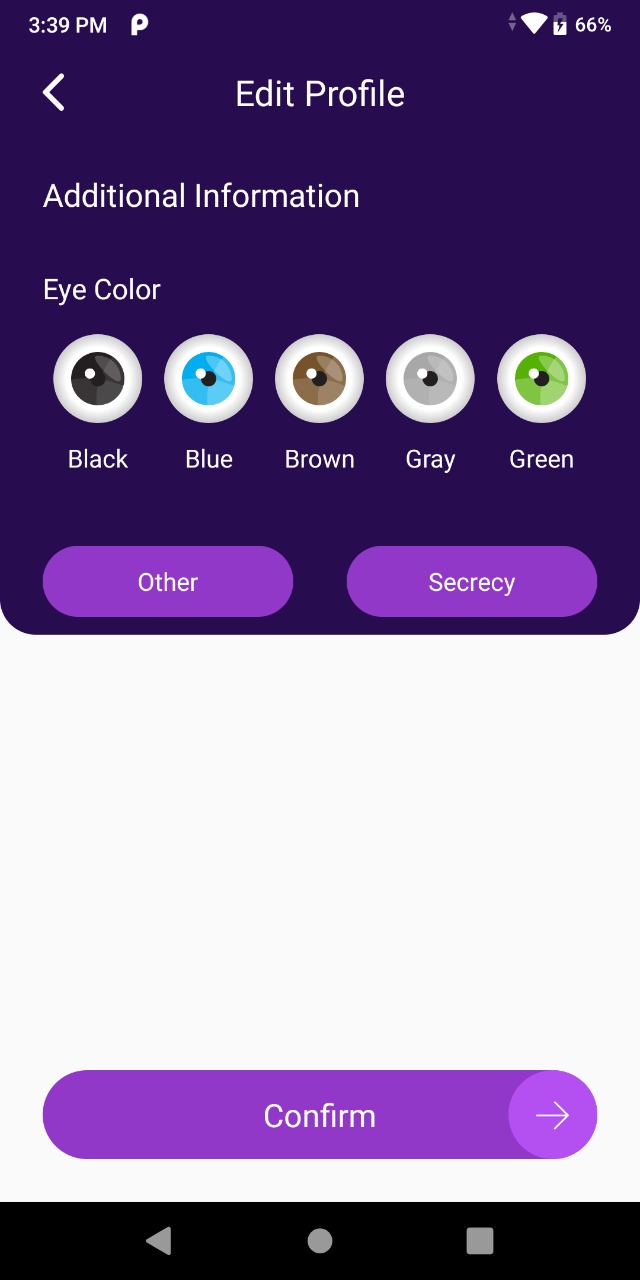 3:39 PM 66%
Edit Profile
Additional Information
Eye Color
Black Blue Brown Gray Green
Other Secrecy
Confirm